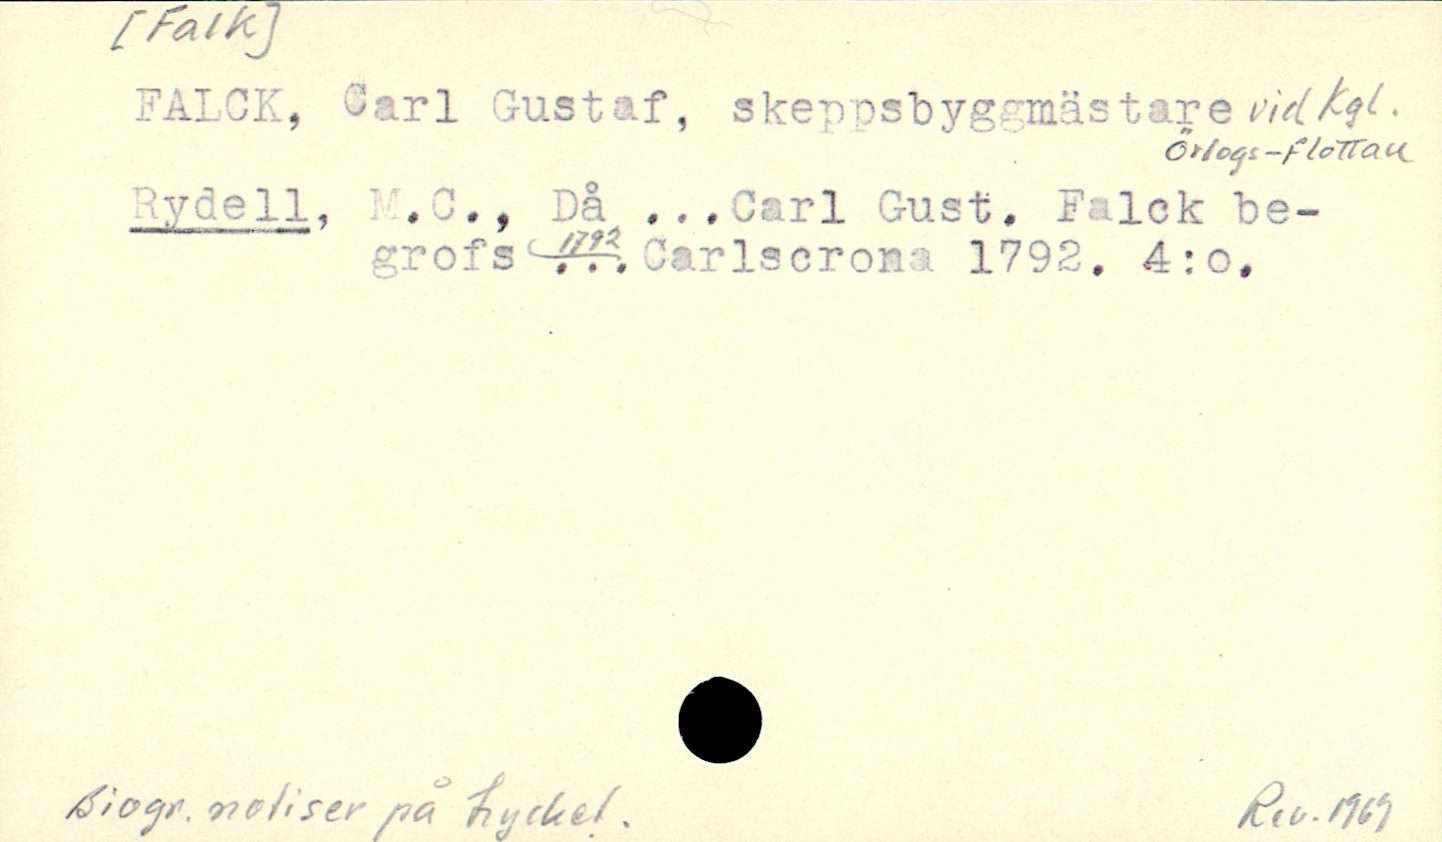 [Falk]
FALCK, Carl Gustaf, skeppsbyggmästare vid Kgl.
Örlogs-flottan
Rydell, M.C., Då ...Carl Gust. Falck be-
grofs 1792 ... Carlscrona 1792. 4:o.
Biogr. notiser på trycket.
Rev. 1969